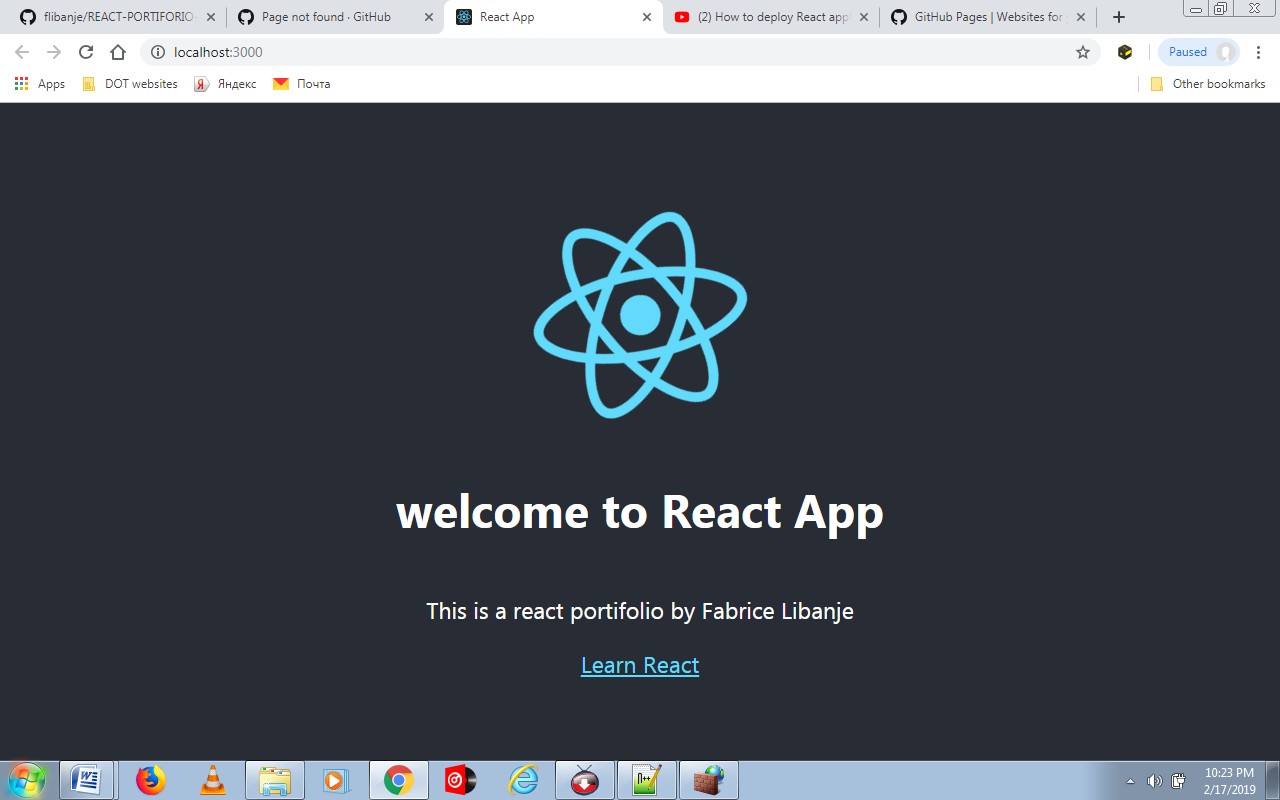 flibanje/REACT-PORTIFORIO
Page not found · GitHub
React App
(2) How to deploy React app
GitHub Pages | Websites for
localhost:3000
Paused
Apps
DOT websites
Яндекс
Почта
Other bookmarks
welcome to React App
This is a react portifolio by Fabrice Libanje
Learn React
10:23 PM
2/17/2019